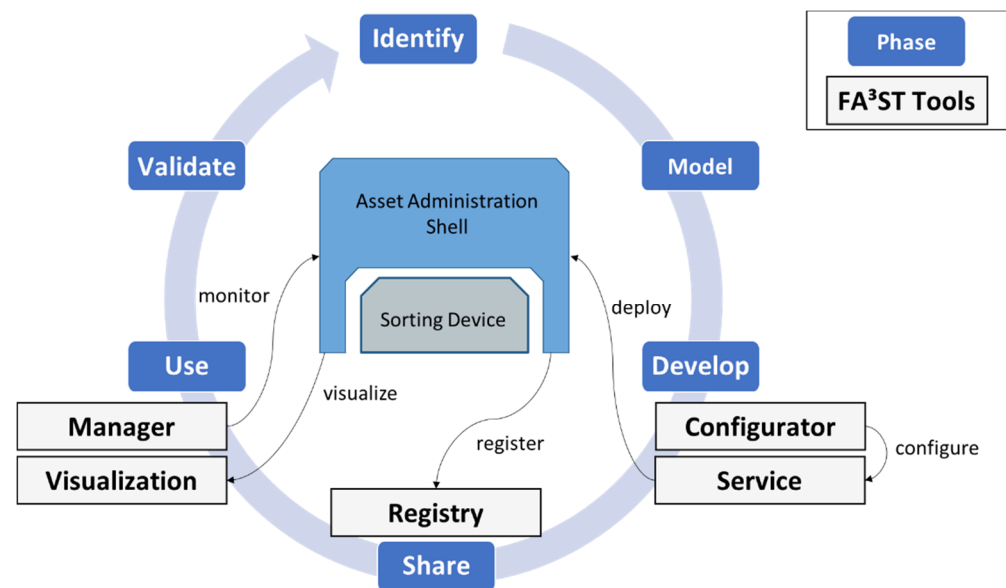 Identify
Phase
FA³ST Tools
Validate
Model
Asset Administration
Shell
monitor
deploy
Sorting Device
Use
Develop
visualize
Manager
Configurator
register
configure
Visualization
Service
Registry
Share